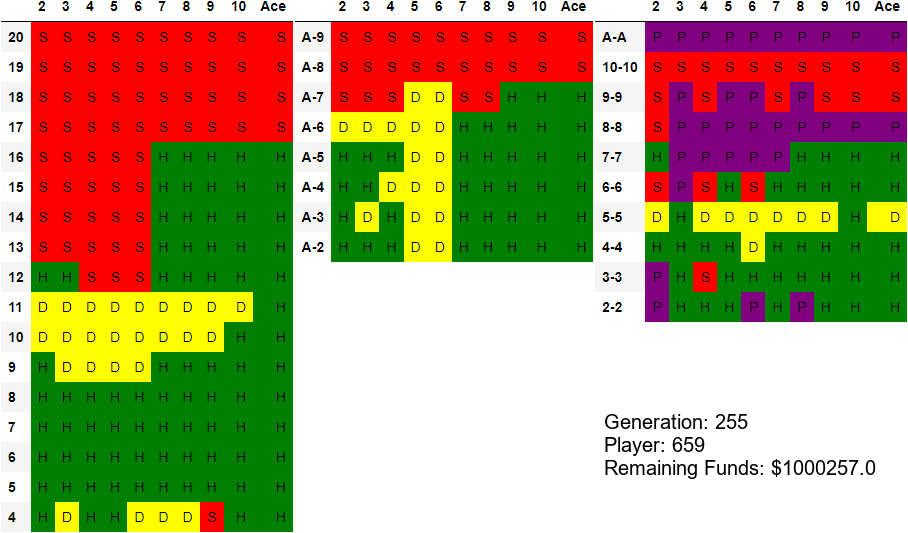 2 3 4 5 6 7 8 9 10 Ace
20 S S S S S S S S S S
19 S S S S S S S S S S
18 S S S S S S S S S S
17 S S S S S S S S S S
16 S S S S S H H H H H
15 S S S S S H H H H H
14 S S S S S H H H H H
13 S S S S S H H H H H
12 H H S S S H H H H H
11 D D D D D D D D D H
10 D D D D D D D D H H
9 H D D D D H H H H H
8 H H H H H H H H H H
7 H H H H H H H H H H
6 H H H H H H H H H H
5 H H H H H H H H H H
4 H D H H D D D S H H
2 3 4 5 6 7 8 9 10 Ace
A-9 S S S S S S S S S S
A-8 S S S S S S S S S S
A-7 S S S D D S S H H H
A-6 D D D D D H H H H H
A-5 H H H D D H H H H H
A-4 H H D D D H H H H H
A-3 H D H D D H H H H H
A-2 H H H D D H H H H H
2 3 4 5 6 7 8 9 10 Ace
A-A P P P P P P P P P P
10-10 S S S S S S S S S S
9-9 S P S P P S P S S S
8-8 S P P P P P P P P P
7-7 H P P P P P H H H H
6-6 S P S H S H H H H H
5-5 D H D D D D D D H D
4-4 H H H H D H H H H H
3-3 P H S H H H H H H H
2-2 P H H H P H P H H H
Generation: 255
Player: 659
Remaining Funds: $1000257.0